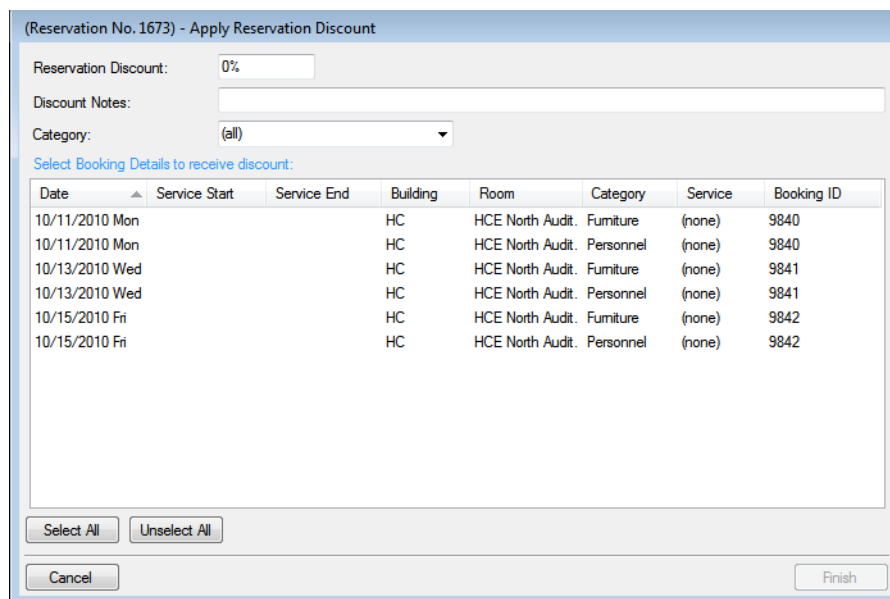 (Reservation No. 1673) - Apply Reservation Discount
Reservation Discount: 0%
Discount Notes:
Category: (all)
Select Booking Details to receive discount:
Date Service Start Service End Building Room Category Service Booking ID
10/11/2010 Mon HC HCE North Audit. Furniture (none) 9840
10/11/2010 Mon HC HCE North Audit. Personnel (none) 9840
10/13/2010 Wed HC HCE North Audit. Furniture (none) 9841
10/13/2010 Wed HC HCE North Audit. Personnel (none) 9841
10/15/2010 Fri HC HCE North Audit. Furniture (none) 9842
10/15/2010 Fri HC HCE North Audit. Personnel (none) 9842
Select All Unselect All
Cancel Finish